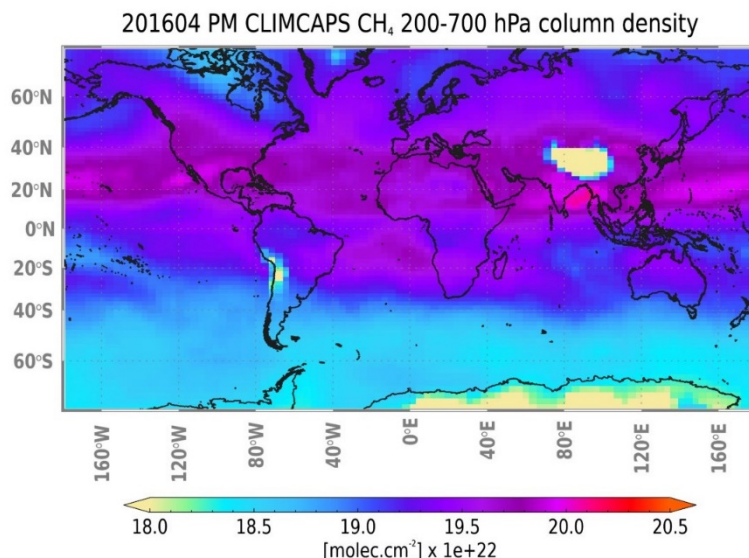 201604 PM CLIMCAPS CH₄ 200-700 hPa column density
60°N
40°N
20°N
0°N
20°S
40°S
60°S
160°W 120°W 80°W 40°W 0°E 40°E 80°E 120°E 160°E
18.0 18.5 19.0 19.5 20.0 20.5
[molec.cm⁻²] x 1e+22